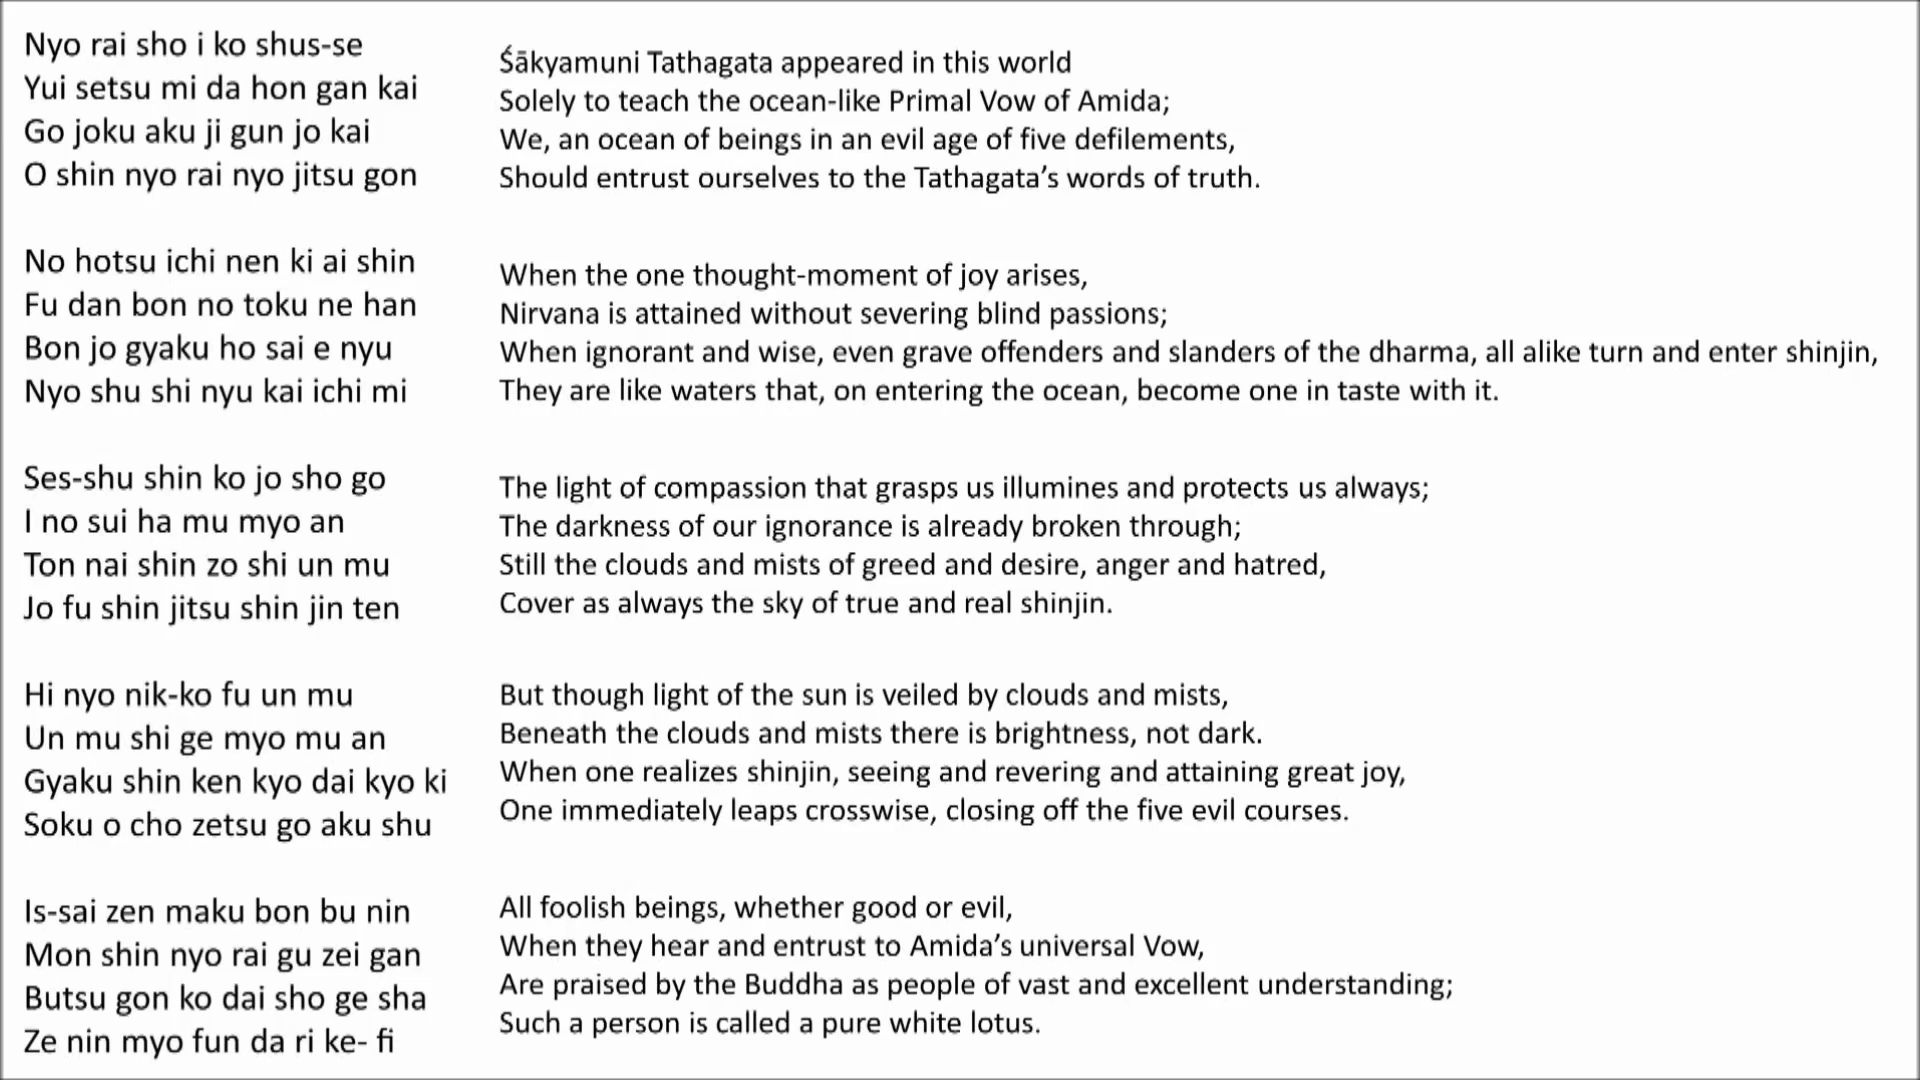 Nyo rai sho i ko shus-se
Yui setsu mi da hon gan kai
Go joku aku ji gun jo kai
O shin nyo rai nyo jitsu gon
Śākyamuni Tathagata appeared in this world
Solely to teach the ocean-like Primal Vow of Amida;
We, an ocean of beings in an evil age of five defilements,
Should entrust ourselves to the Tathagata’s words of truth.
No hotsu ichi nen ki ai shin
Fu dan bon no toku ne han
Bon jo gyaku ho sai e nyu
Nyo shu shi nyu kai ichi mi
When the one thought-moment of joy arises,
Nirvana is attained without severing blind passions;
When ignorant and wise, even grave offenders and slanders of the dharma, all alike turn and enter shinjin,
They are like waters that, on entering the ocean, become one in taste with it.
Ses-shu shin ko jo sho go
I no sui ha mu myo an
Ton nai shin zo shi un mu
Jo fu shin jitsu shin jin ten
The light of compassion that grasps us illumines and protects us always;
The darkness of our ignorance is already broken through;
Still the clouds and mists of greed and desire, anger and hatred,
Cover as always the sky of true and real shinjin.
Hi nyo nik-ko fu un mu
Un mu shi ge myo mu an
Gyaku shin ken kyo dai kyo ki
Soku o cho zetsu go aku shu
But though light of the sun is veiled by clouds and mists,
Beneath the clouds and mists there is brightness, not dark.
When one realizes shinjin, seeing and revering and attaining great joy,
One immediately leaps crosswise, closing off the five evil courses.
Is-sai zen maku bon bu nin
Mon shin nyo rai gu zei gan
Butsu gon ko dai sho ge sha
Ze nin myo fun da ri ke- fi
All foolish beings, whether good or evil,
When they hear and entrust to Amida’s universal Vow,
Are praised by the Buddha as people of vast and excellent understanding;
Such a person is called a pure white lotus.